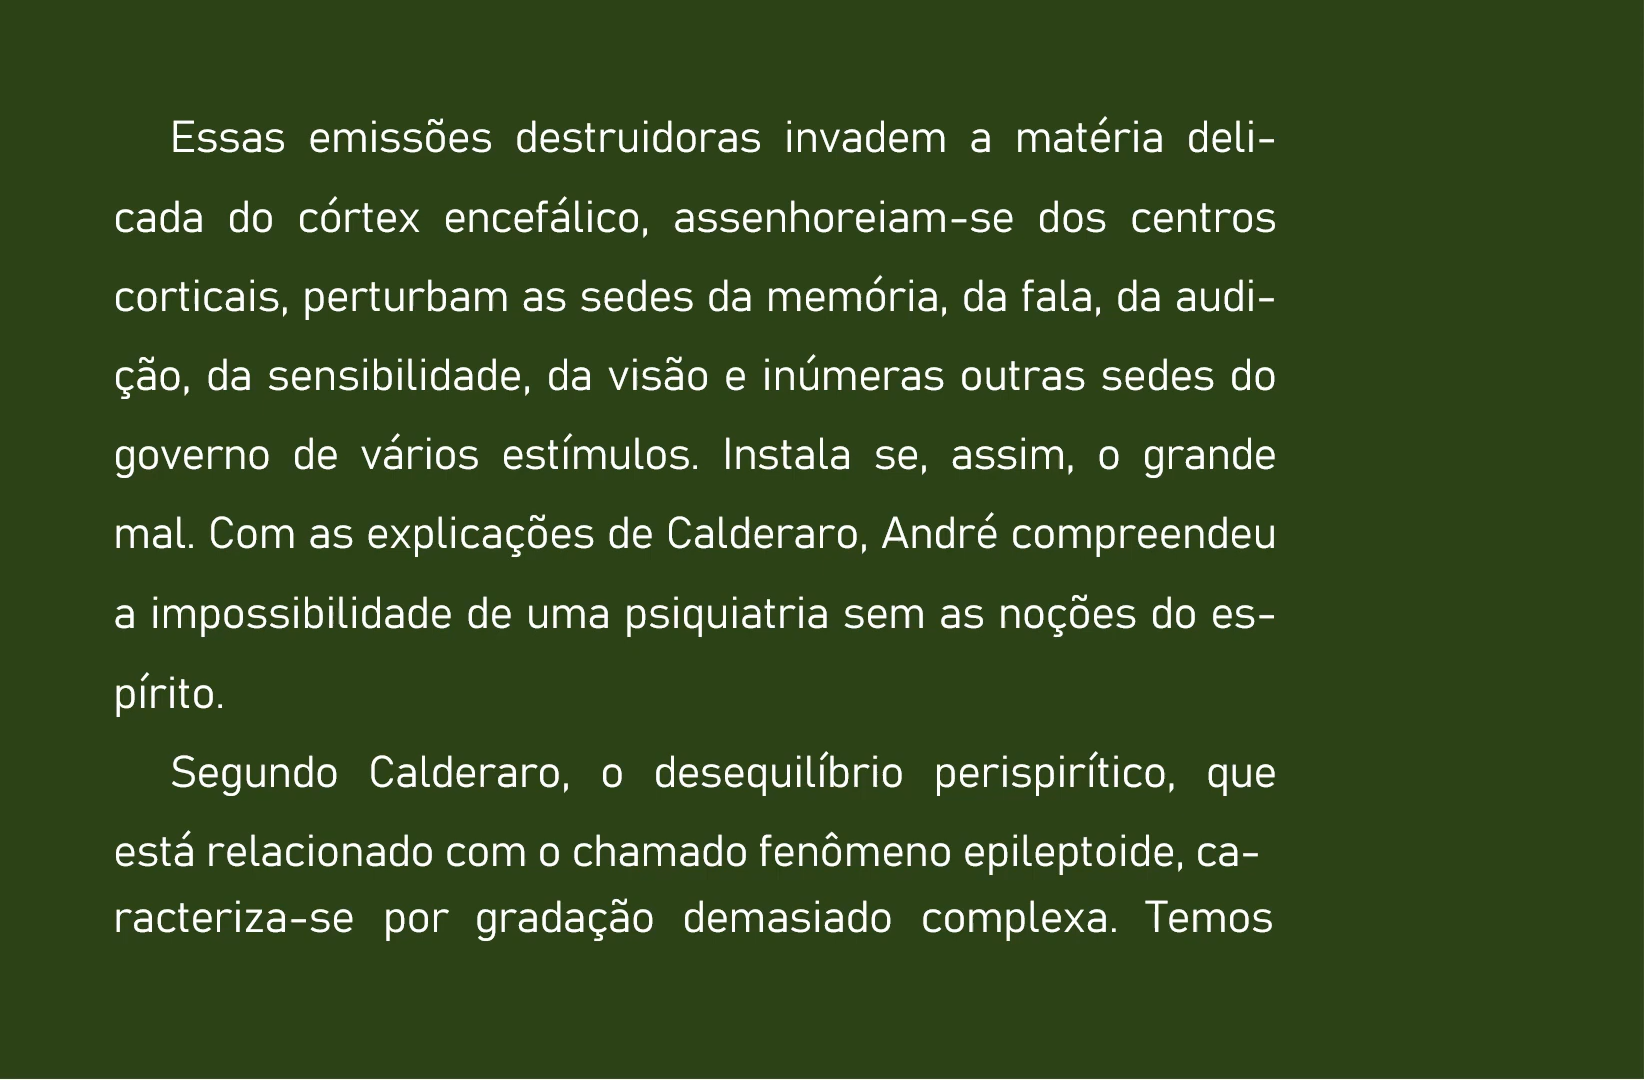 Essas emissões destruidoras invadem a matéria deli-
cada do córtex encefálico, assenhoreiam-se dos centros
corticais, perturbam as sedes da memória, da fala, da audi-
ção, da sensibilidade, da visão e inúmeras outras sedes do
governo de vários estímulos. Instala se, assim, o grande
mal. Com as explicações de Calderaro, André compreendeu
a impossibilidade de uma psiquiatria sem as noções do es-
pírito.
Segundo Calderaro, o desequilíbrio perispirítico, que
está relacionado com o chamado fenômeno epileptoide, ca-
racteriza-se por gradação demasiado complexa. Temos